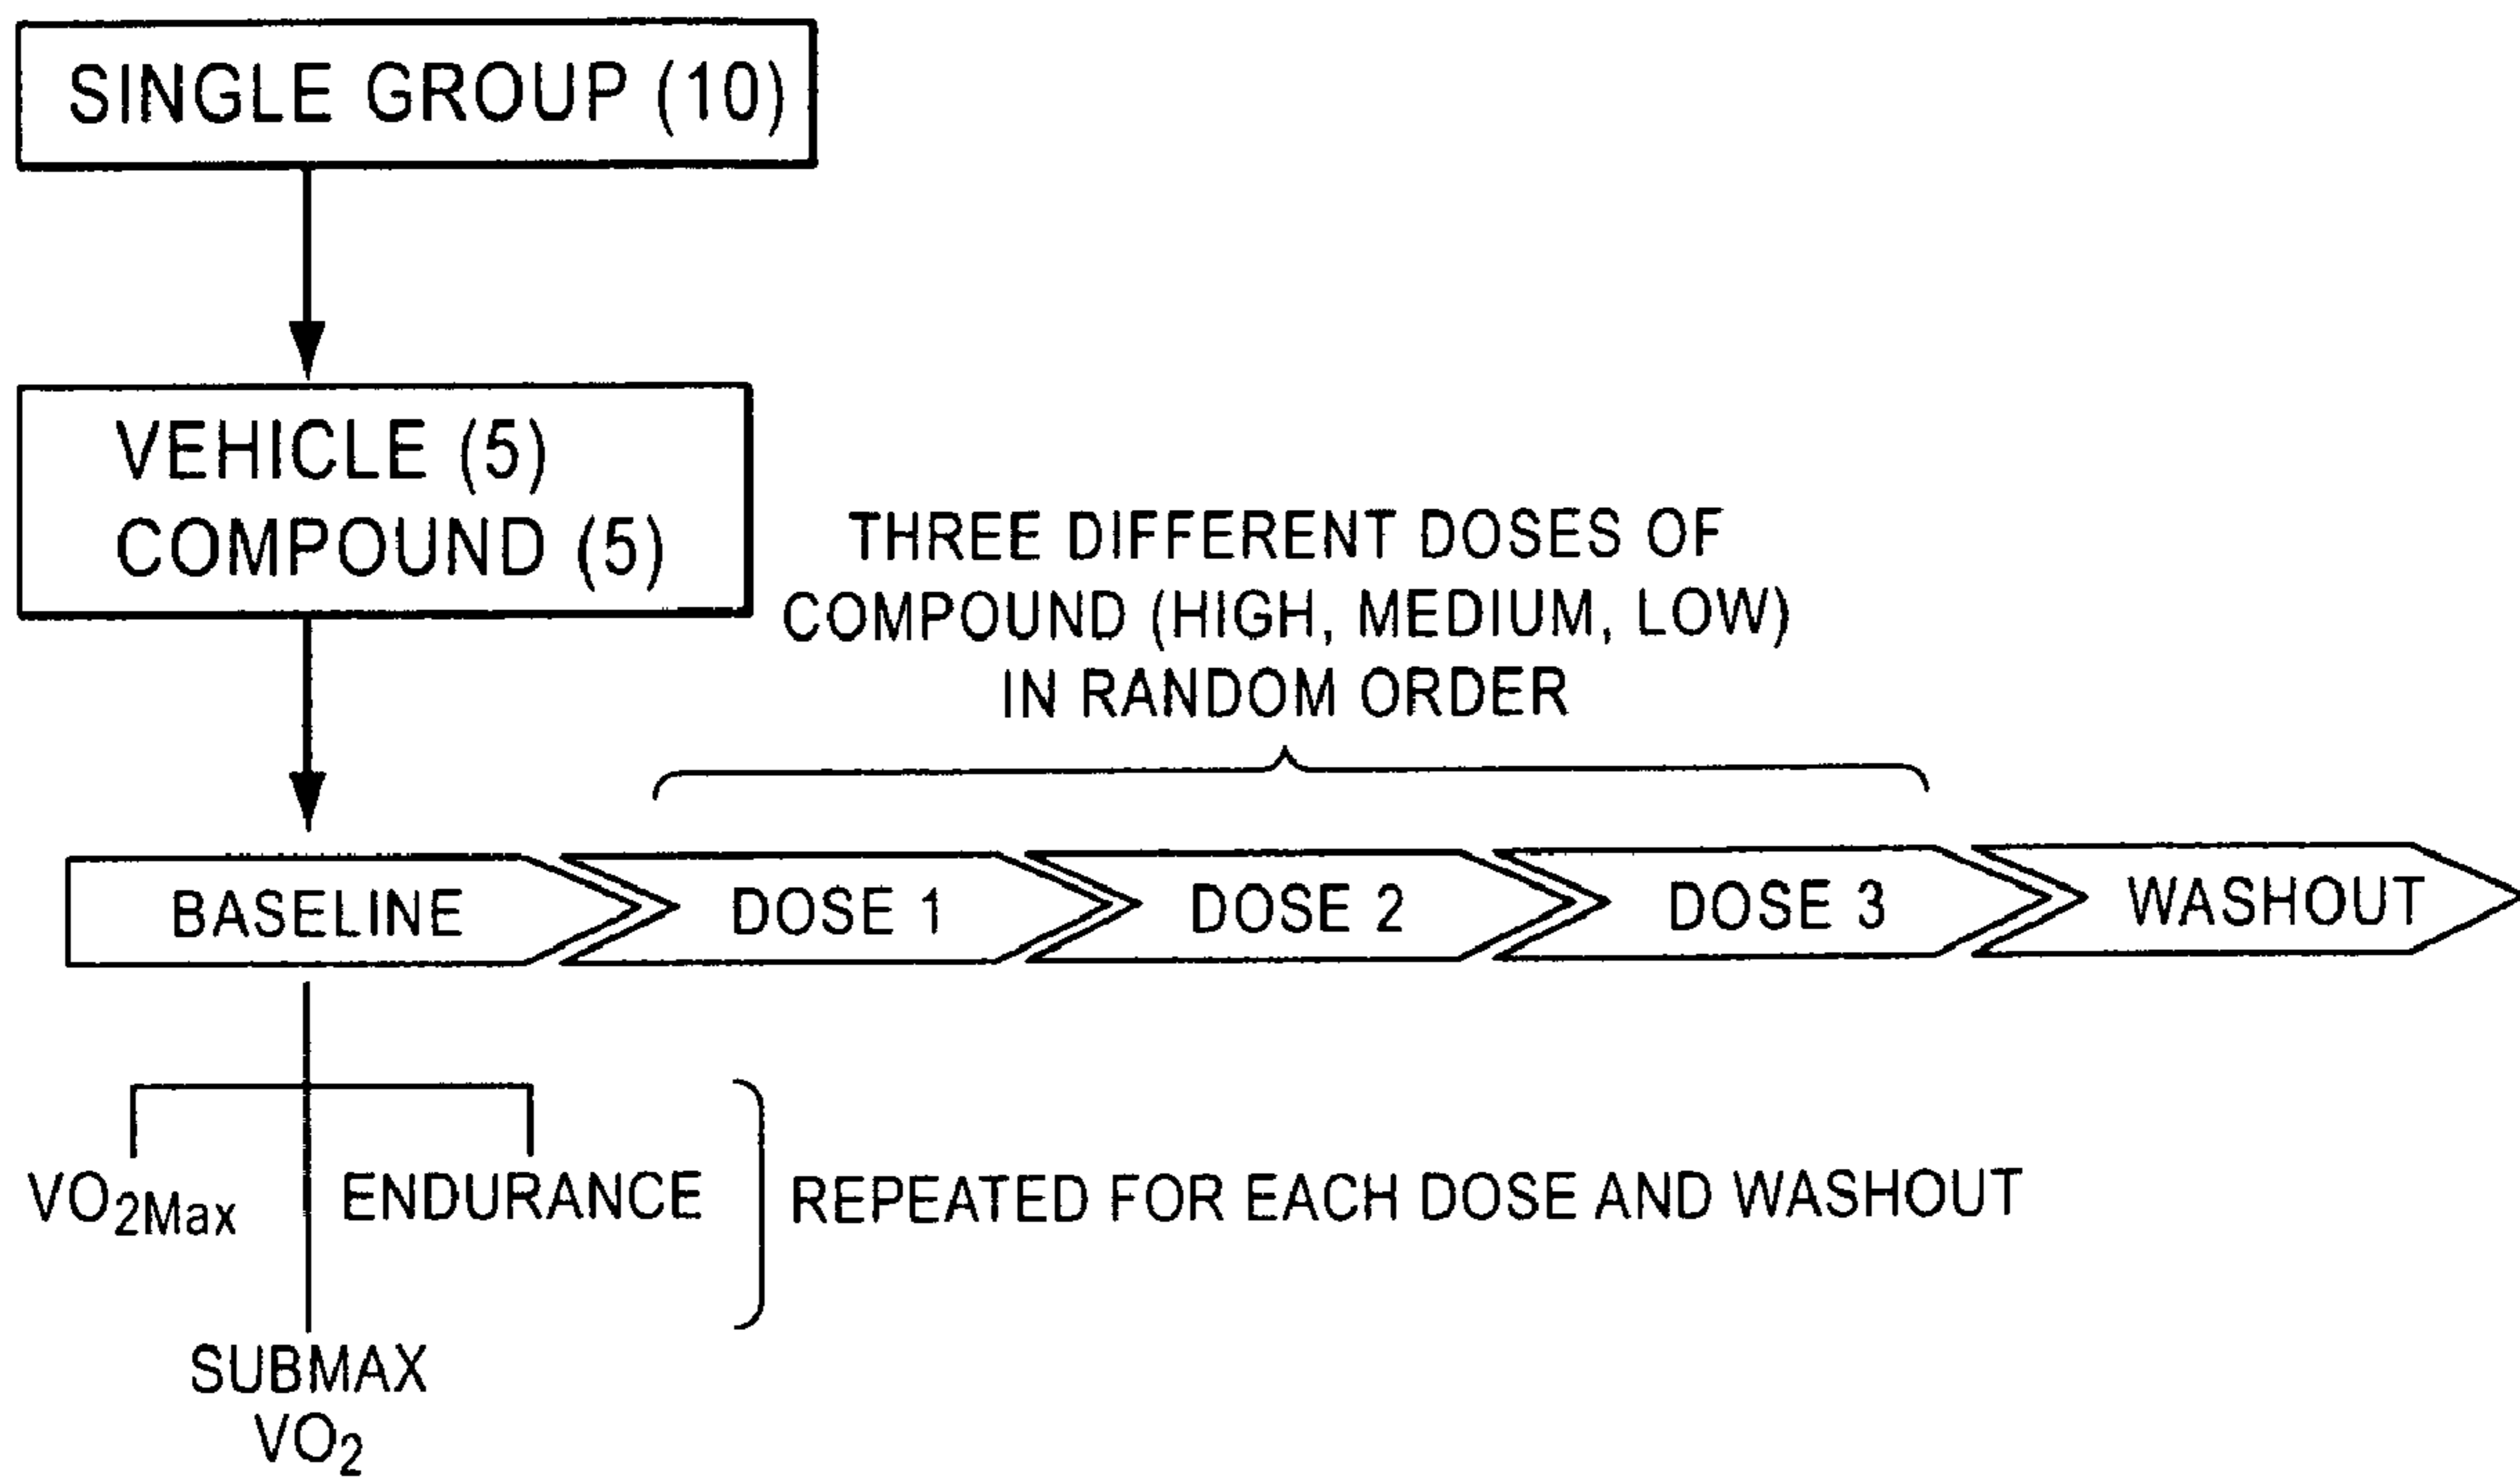 SINGLE GROUP (10)
VEHICLE (5)
COMPOUND (5)
THREE DIFFERENT DOSES OF
COMPOUND (HIGH, MEDIUM, LOW)
IN RANDOM ORDER
BASELINE
DOSE 1
DOSE 2
DOSE 3
WASHOUT
VO2Max
ENDURANCE
REPEATED FOR EACH DOSE AND WASHOUT
SUBMAX
VO2